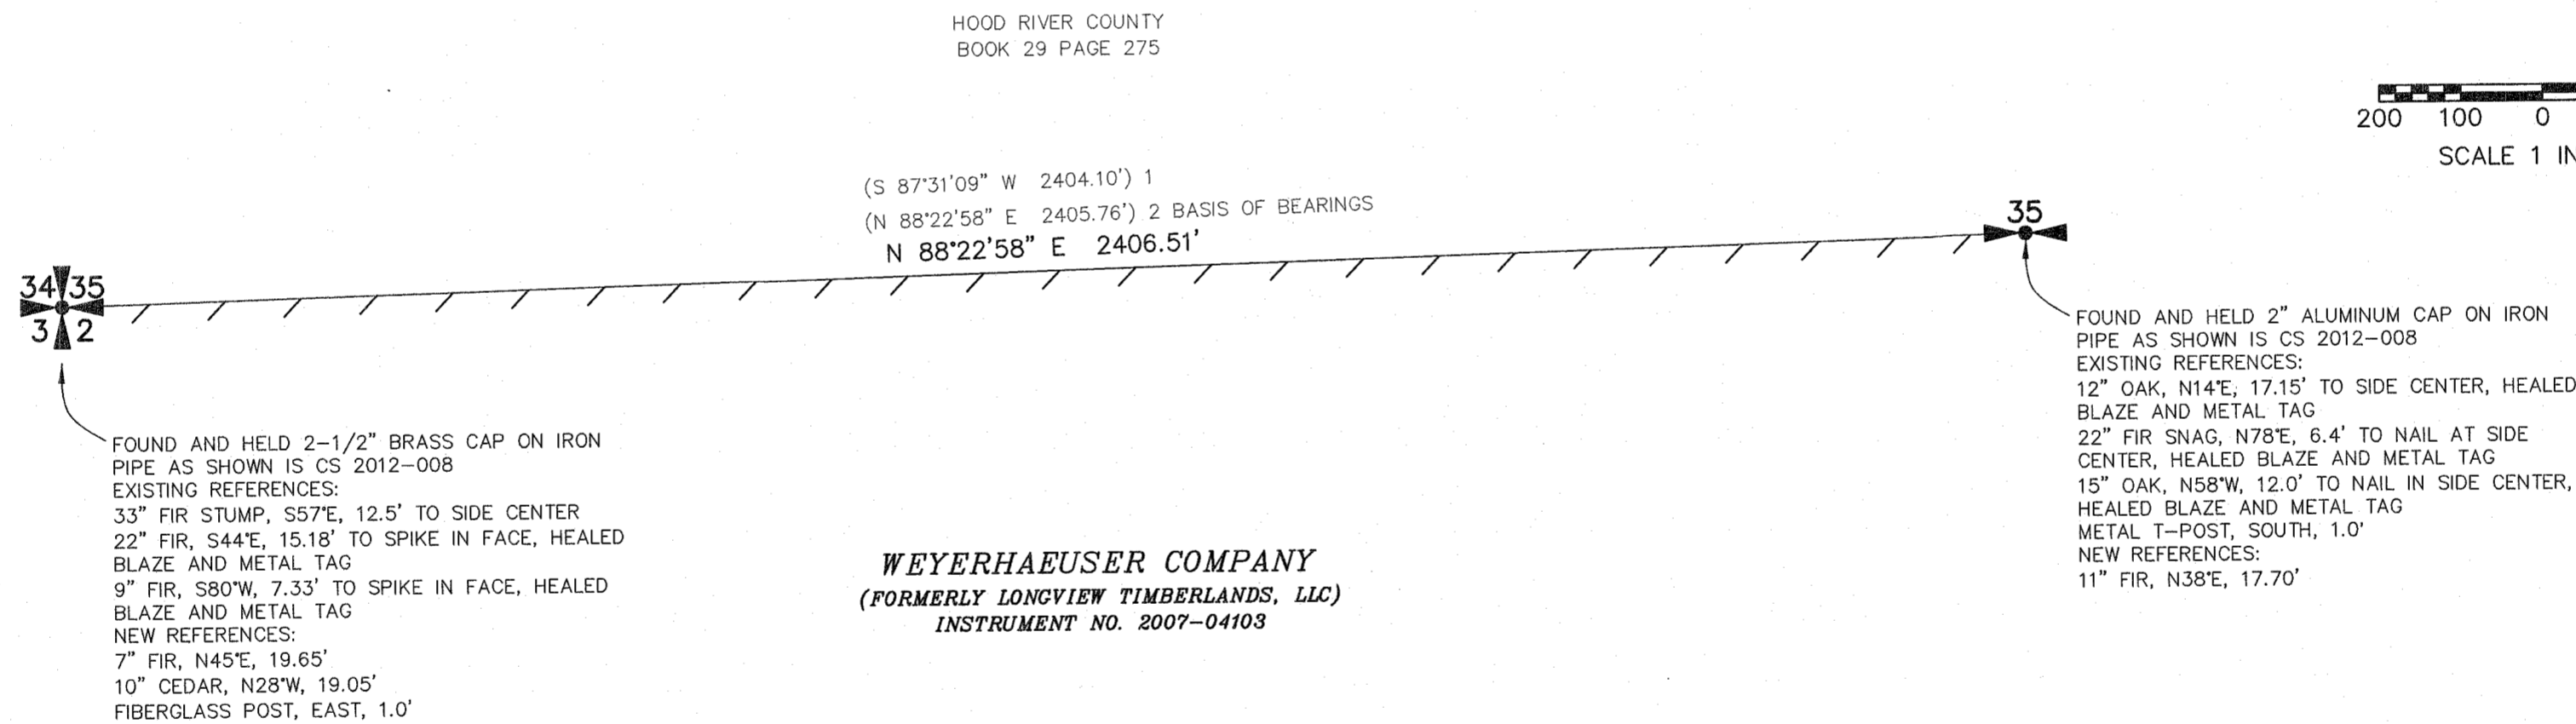 HOOD RIVER COUNTY
BOOK 29 PAGE 275
200 100 0
SCALE 1 IN
(S 87°31'09" W 2404.10') 1
(N 88°22'58" E 2405.76') 2 BASIS OF BEARINGS
N 88°22'58" E 2406.51'
35
34 35
3 2
FOUND AND HELD 2" ALUMINUM CAP ON IRON
PIPE AS SHOWN IS CS 2012-008
EXISTING REFERENCES:
12" OAK, N14°E, 17.15' TO SIDE CENTER, HEALED
BLAZE AND METAL TAG
22" FIR SNAG, N78°E, 6.4' TO NAIL AT SIDE
CENTER, HEALED BLAZE AND METAL TAG
15" OAK, N58°W, 12.0' TO NAIL IN SIDE CENTER,
HEALED BLAZE AND METAL TAG
METAL T-POST, SOUTH, 1.0'
NEW REFERENCES:
11" FIR, N38°E, 17.70'
FOUND AND HELD 2-1/2" BRASS CAP ON IRON
PIPE AS SHOWN IS CS 2012-008
EXISTING REFERENCES:
33" FIR STUMP, S57°E, 12.5' TO SIDE CENTER
22" FIR, S44°E, 15.18' TO SPIKE IN FACE, HEALED
BLAZE AND METAL TAG
9" FIR, S80°W, 7.33' TO SPIKE IN FACE, HEALED
BLAZE AND METAL TAG
NEW REFERENCES:
7" FIR, N45°E, 19.65'
10" CEDAR, N28°W, 19.05'
FIBERGLASS POST, EAST, 1.0'
WEYERHAEUSER COMPANY
(FORMERLY LONGVIEW TIMBERLANDS, LLC)
INSTRUMENT NO. 2007-04103